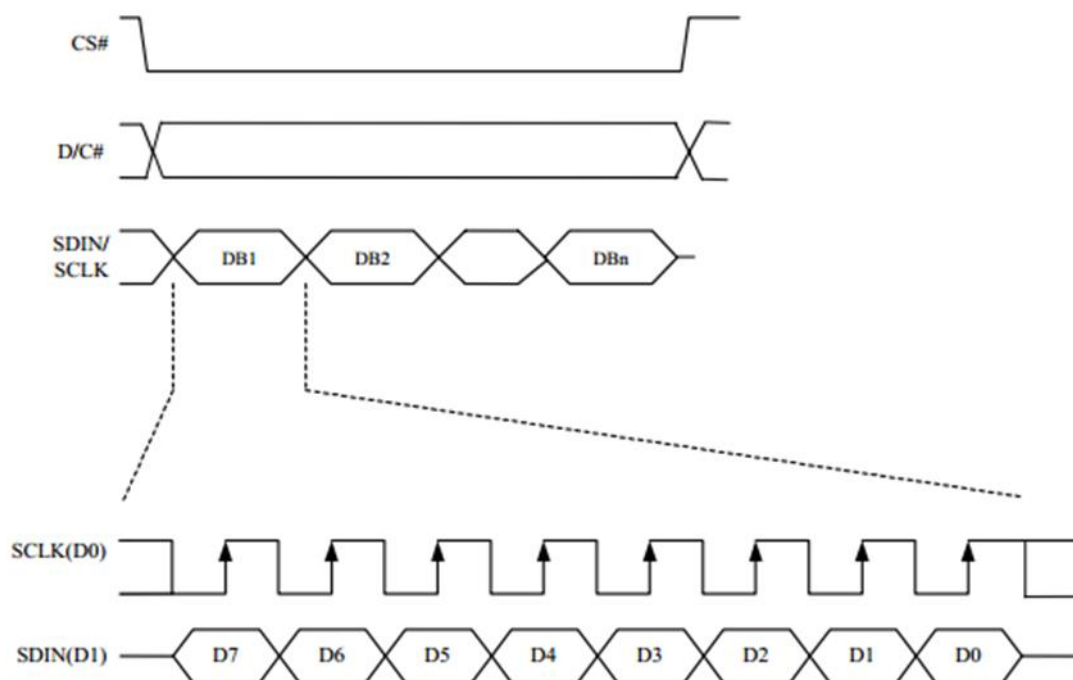 CS#
D/C#
SDIN/
SCLK
DB1 DB2 DBn
SCLK(D0)
SDIN(D1) D7 D6 D5 D4 D3 D2 D1 D0